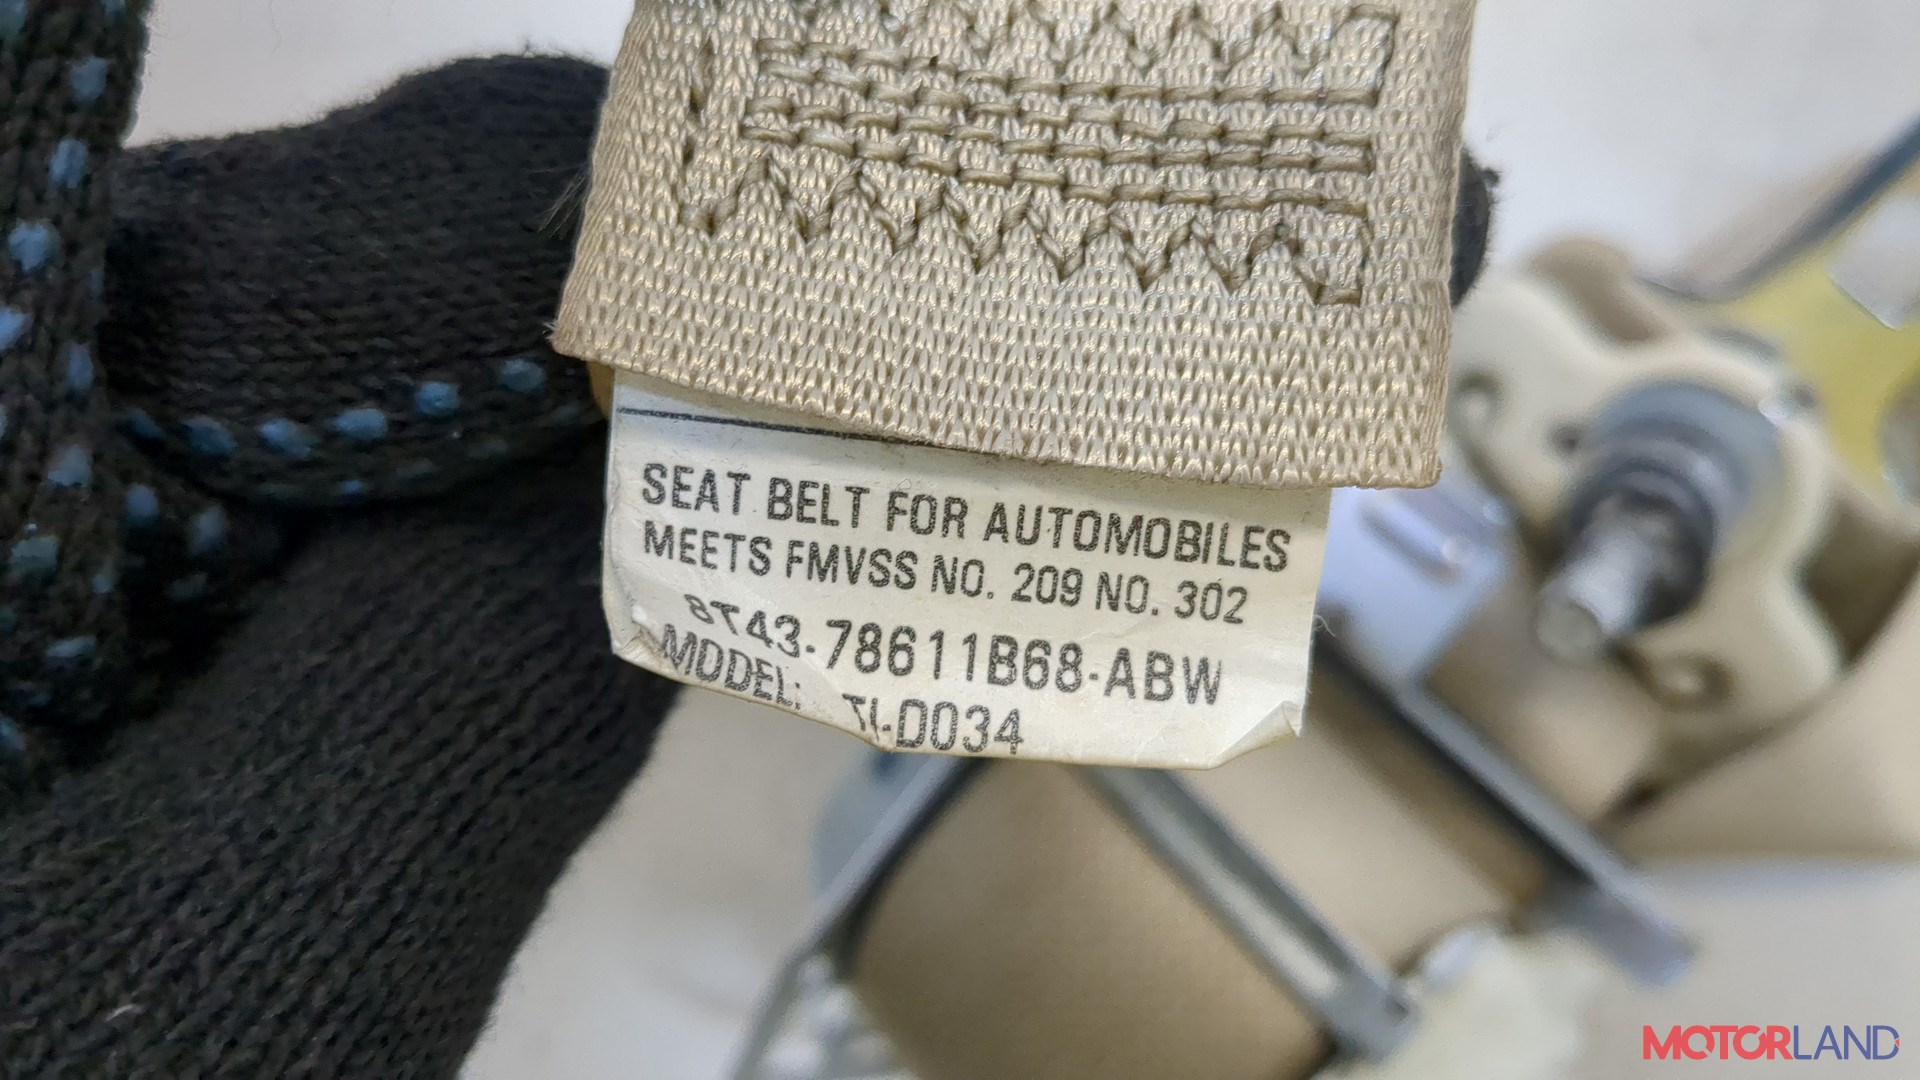 SEAT BELT FOR AUTOMOBILES
MEETS FMVSS NO. 209 NO. 302
8T43-78611B68-ABW
MODEL: TI-D034
MOTORLAND